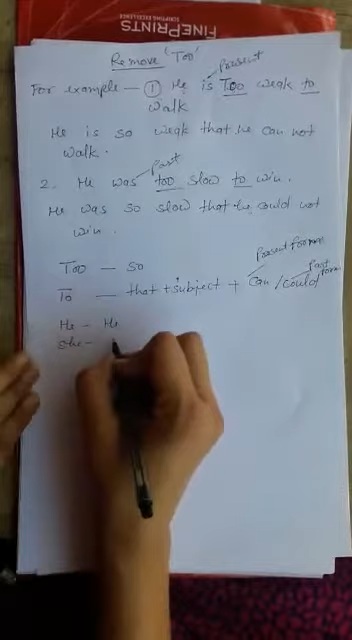 FINEPRINTS
SCRIPTING EXCELLENCE
Remove 'Too'
Present
For example — ① He is Too weak to
walk
He is so weak that he can not
walk.
Past
2. He was too slow to win.
He was so slow that he could not
win.
Present form
Too — so
Past form
To — that + subject + Can / Could
He - He
She -